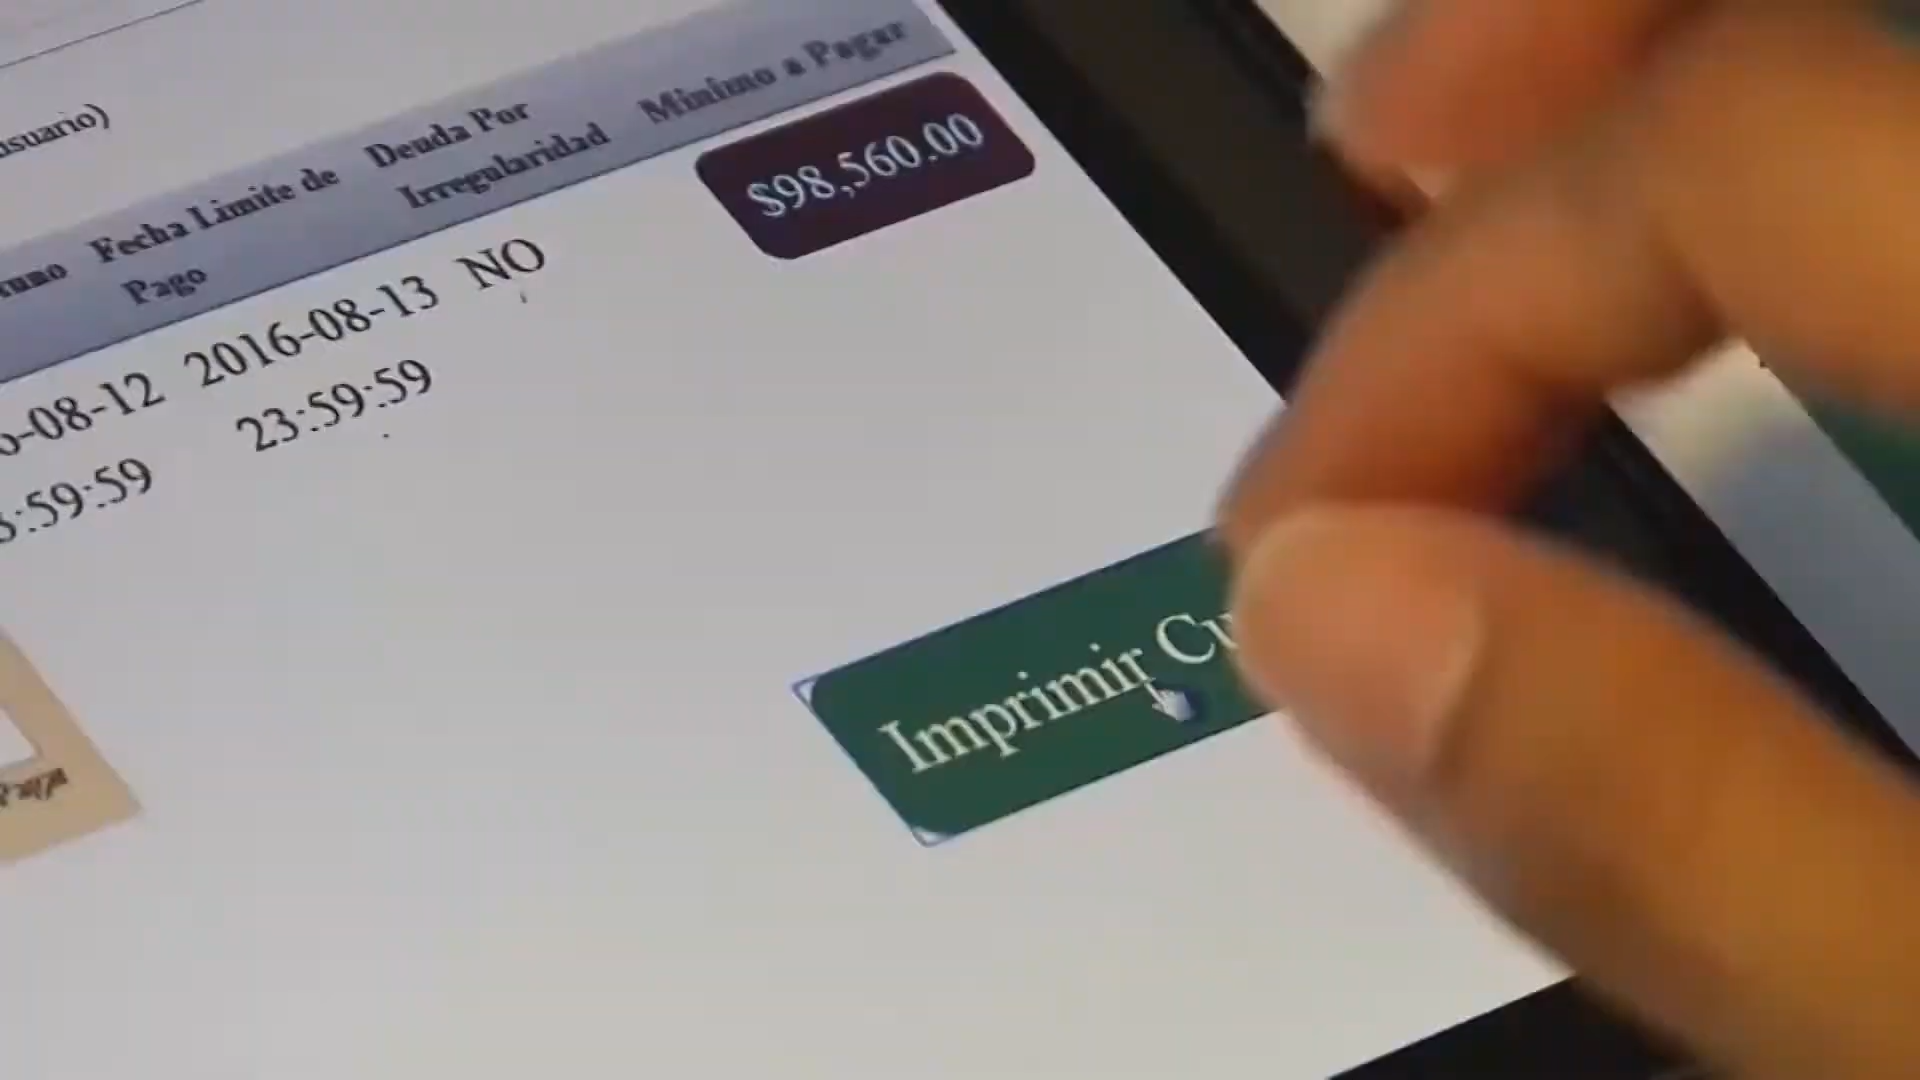 usuario)
Fecha Limite de
Pago
Deuda Por
Irregularidad
Minimo a Pagar
-08-12
2016-08-13
NO
$98,560.00
:59:59
23:59:59
Imprimir Cu